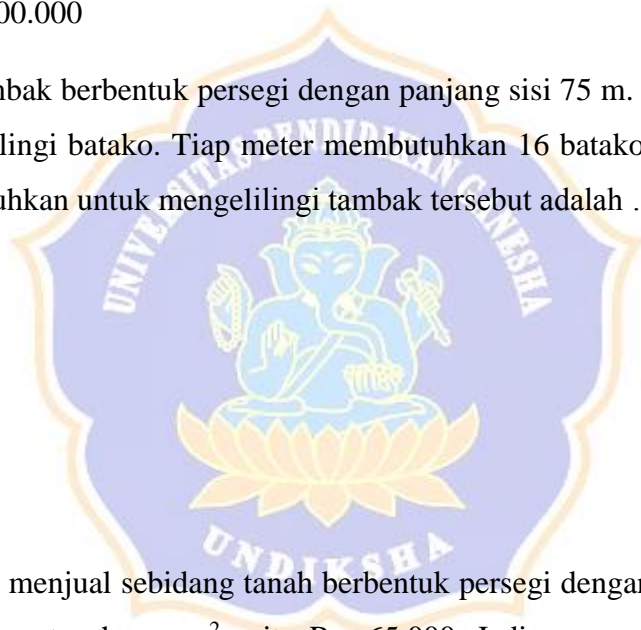 00.000
mbak berbentuk persegi dengan panjang sisi 75 m.
lingi batako. Tiap meter membutuhkan 16 batako
uhkan untuk mengelilingi tambak tersebut adalah .
UNIVERSITAS PENDIDIKAN GANESHA
UNDIKSHA
menjual sebidang tanah berbentuk persegi dengan